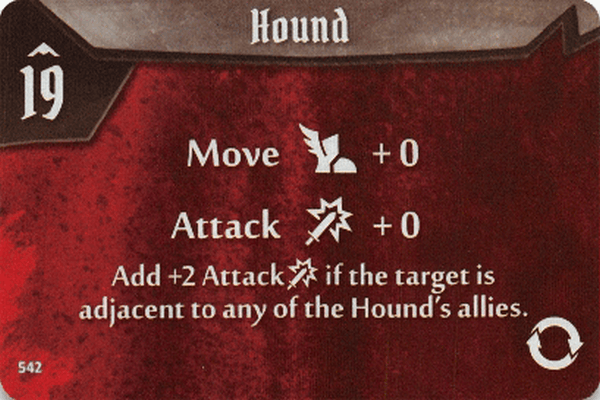 Hound
19
Move + 0
Attack + 0
Add +2 Attack if the target is
adjacent to any of the Hound's allies.
542